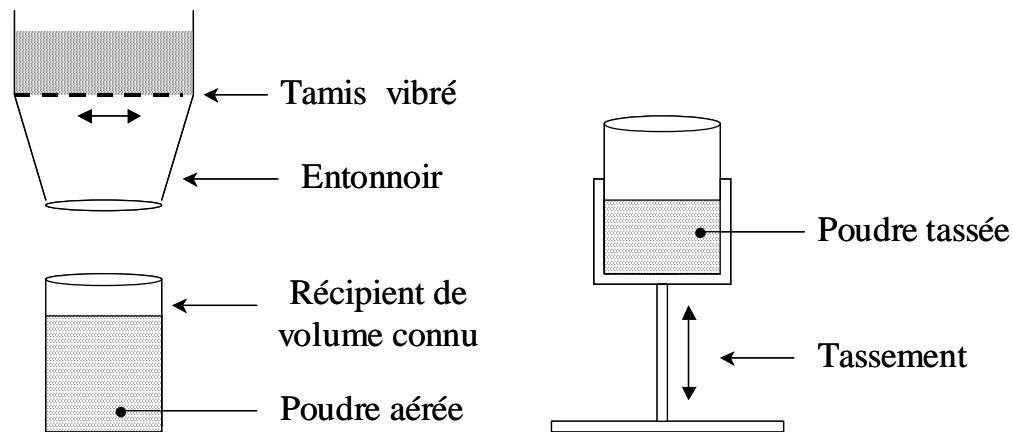 Tamis vibré
Entonnoir
Récipient de
volume connu
Poudre aérée
Poudre tassée
Tassement